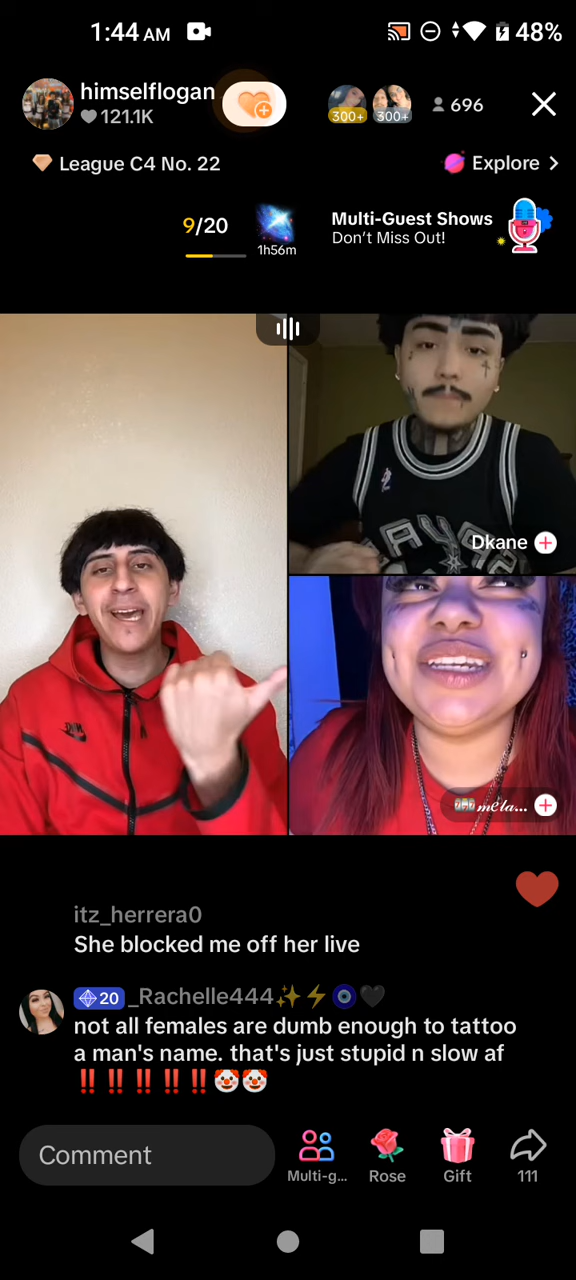 1:44 AM
48%
himselflogan
121.1K
300+
300+
696
League C4 No. 22
Explore
9/20
1h56m
Multi-Guest Shows
Don't Miss Out!
Dkane
mela...
itz_herrera0
She blocked me off her live
20 _Rachelle444✨⚡🧿🖤
not all females are dumb enough to tattoo
a man's name. that's just stupid n slow af
‼️‼️‼️‼️‼️🤡🤡
Comment
Multi-g...
Rose
Gift
111